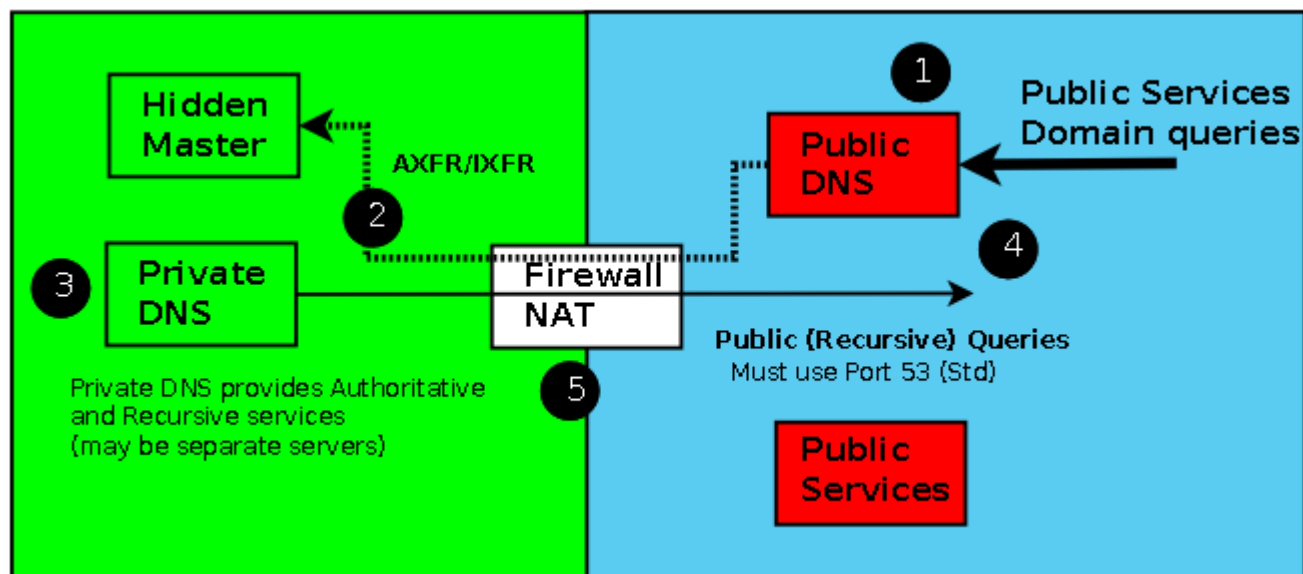 Hidden
Master
AXFR/IXFR
2
3
Private
DNS
Private DNS provides Authoritative
and Recursive services
(may be separate servers)
Firewall
NAT
5
1
Public
DNS
Public Services
Domain queries
4
Public (Recursive) Queries
Must use Port 53 (Std)
Public
Services